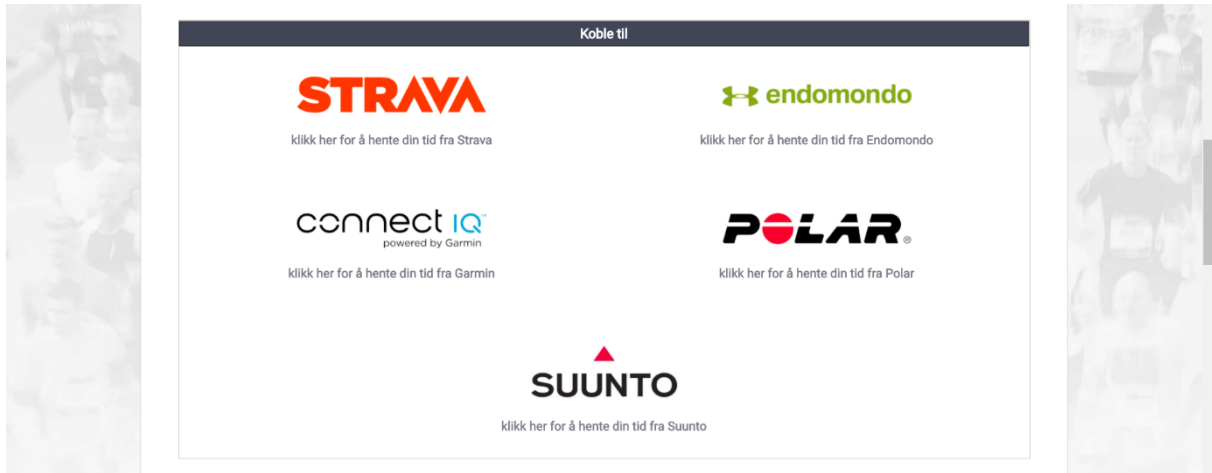 Koble til
STRAVA
endomondo
klikk her for å hente din tid fra Strava
klikk her for å hente din tid fra Endomondo
connect IQ™
powered by Garmin
POLAR®
klikk her for å hente din tid fra Garmin
klikk her for å hente din tid fra Polar
SUUNTO
klikk her for å hente din tid fra Suunto